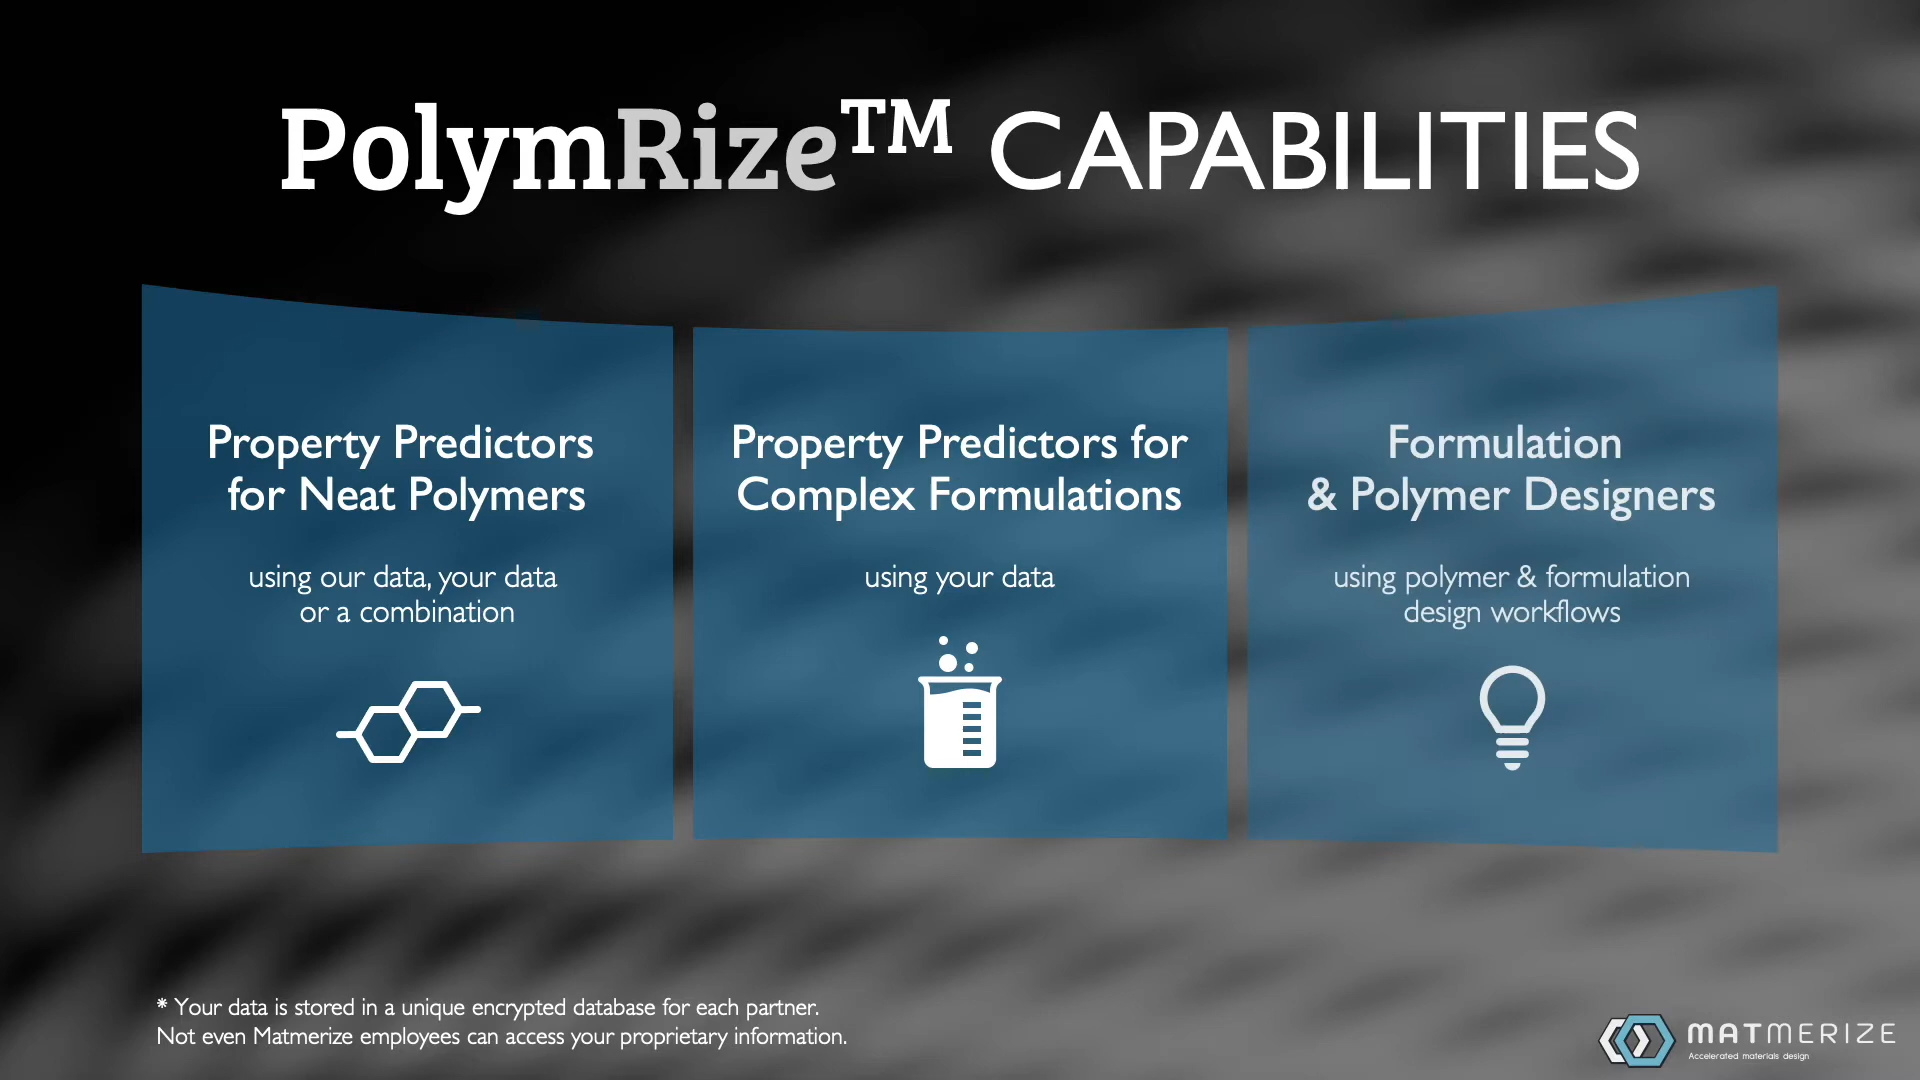 PolymRize™ CAPABILITIES
Property Predictors
for Neat Polymers
using our data, your data
or a combination
Property Predictors for
Complex Formulations
using your data
Formulation
& Polymer Designers
using polymer & formulation
design workflows
* Your data is stored in a unique encrypted database for each partner.
Not even Matmerize employees can access your proprietary information.
MATMERIZE
Accelerated materials design